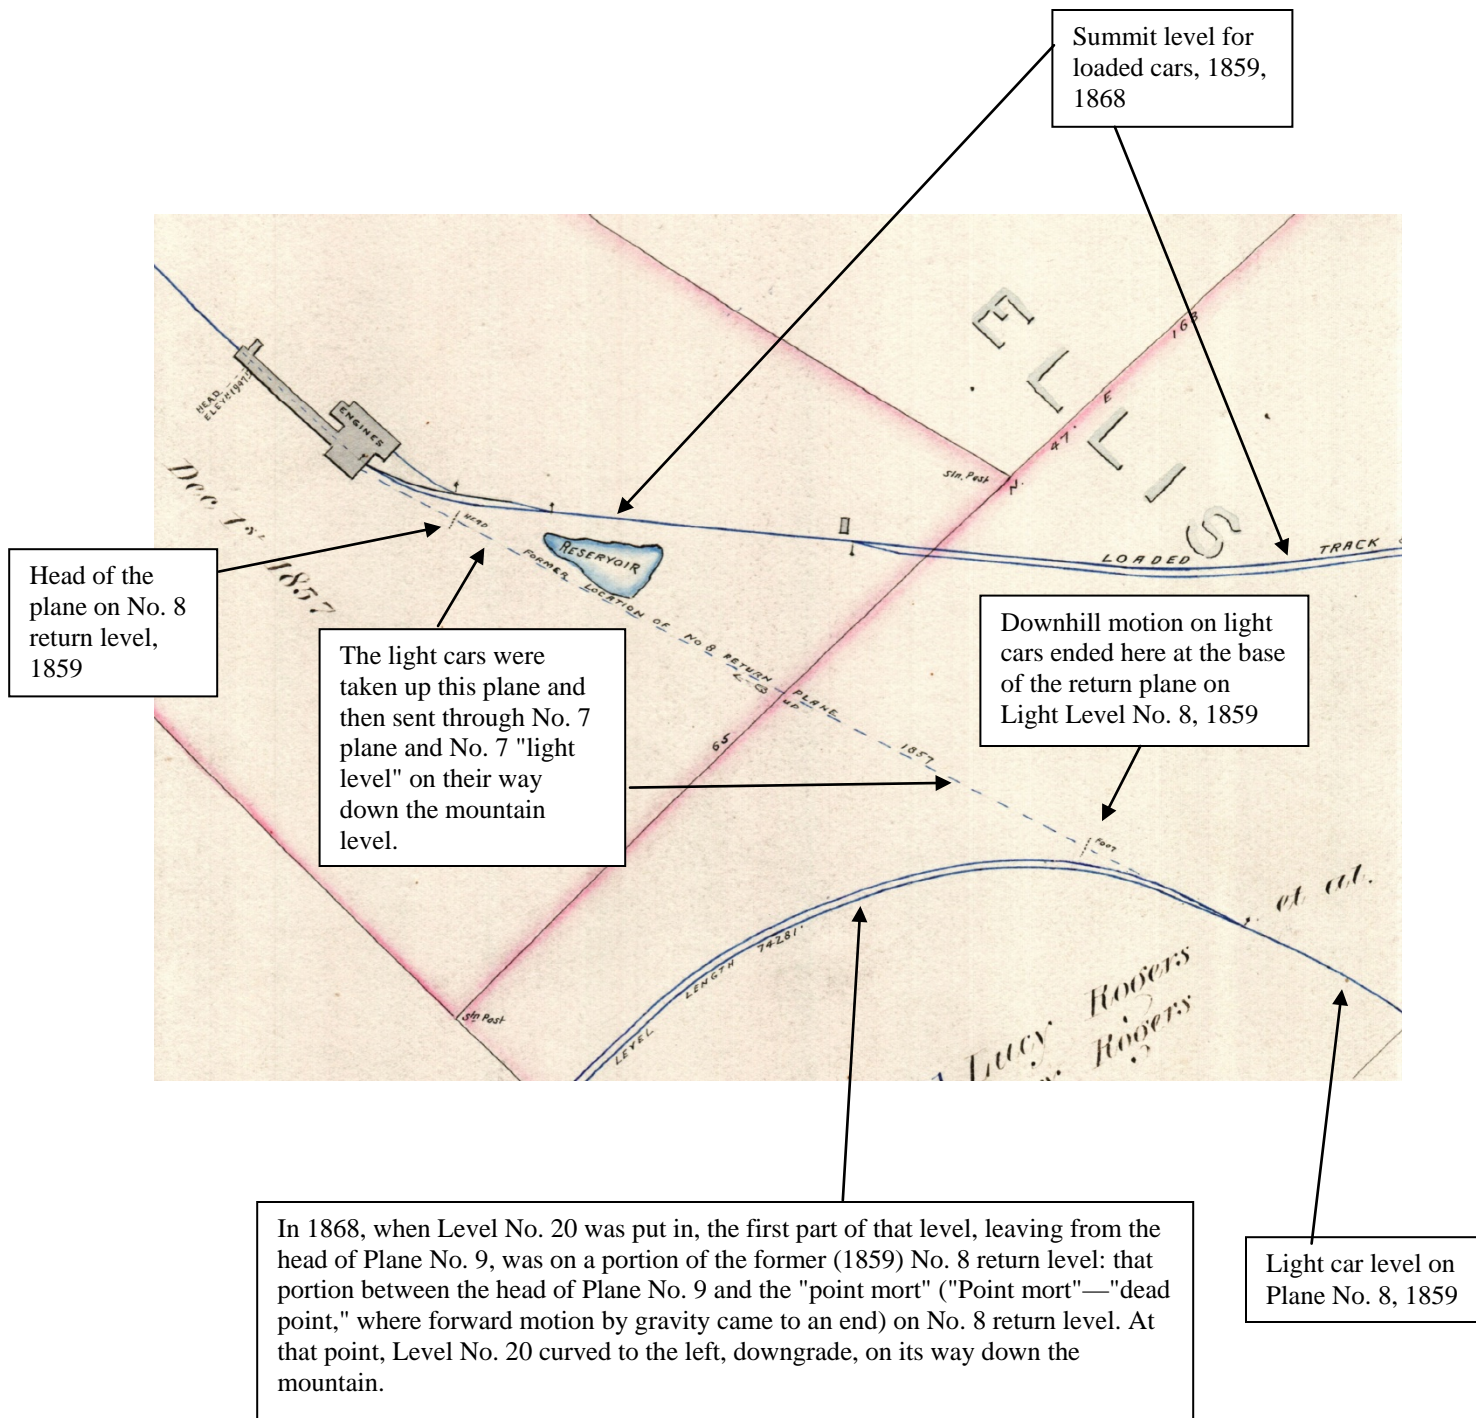 Summit level for
loaded cars, 1859,
1868
ELLIS
163
E
47.
N.
Stn. Post
HEAD
ENGINES
Dec. 1st 1857
HEAD
RESERVOIR
LOADED TRACK
FORMER LOCATION OF NO 8 RETURN PLANE 1857
UP
65
Head of the
plane on No. 8
return level,
1859
The light cars were
taken up this plane and
then sent through No. 7
plane and No. 7 "light
level" on their way
down the mountain
level.
Downhill motion on light
cars ended here at the base
of the return plane on
Light Level No. 8, 1859
FOOT
et al.
LEVEL LENGTH 74281.
Stn Post
Lucy Rogers
Rogers
In 1868, when Level No. 20 was put in, the first part of that level, leaving from the
head of Plane No. 9, was on a portion of the former (1859) No. 8 return level: that
portion between the head of Plane No. 9 and the "point mort" ("Point mort"—"dead
point," where forward motion by gravity came to an end) on No. 8 return level. At
that point, Level No. 20 curved to the left, downgrade, on its way down the
mountain.
Light car level on
Plane No. 8, 1859